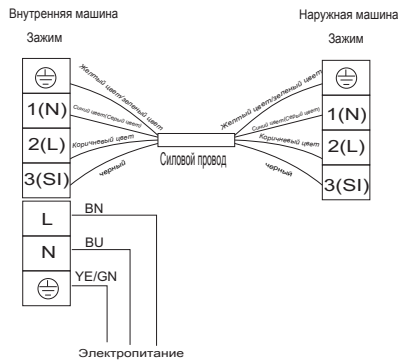 Внутренняя машина
Наружная машина
Зажим
Зажим
Желтый цвет/зеленый цвет
Желтый цвет/зеленый цвет
1(N)
Синий цвет(Серый цвет)
Синий цвет(Серый цвет)
1(N)
2(L)
Коричневый цвет
Коричневый цвет
2(L)
Силовой провод
3(SI)
черный
черный
3(SI)
L
BN
N
BU
YE/GN
Электропитание